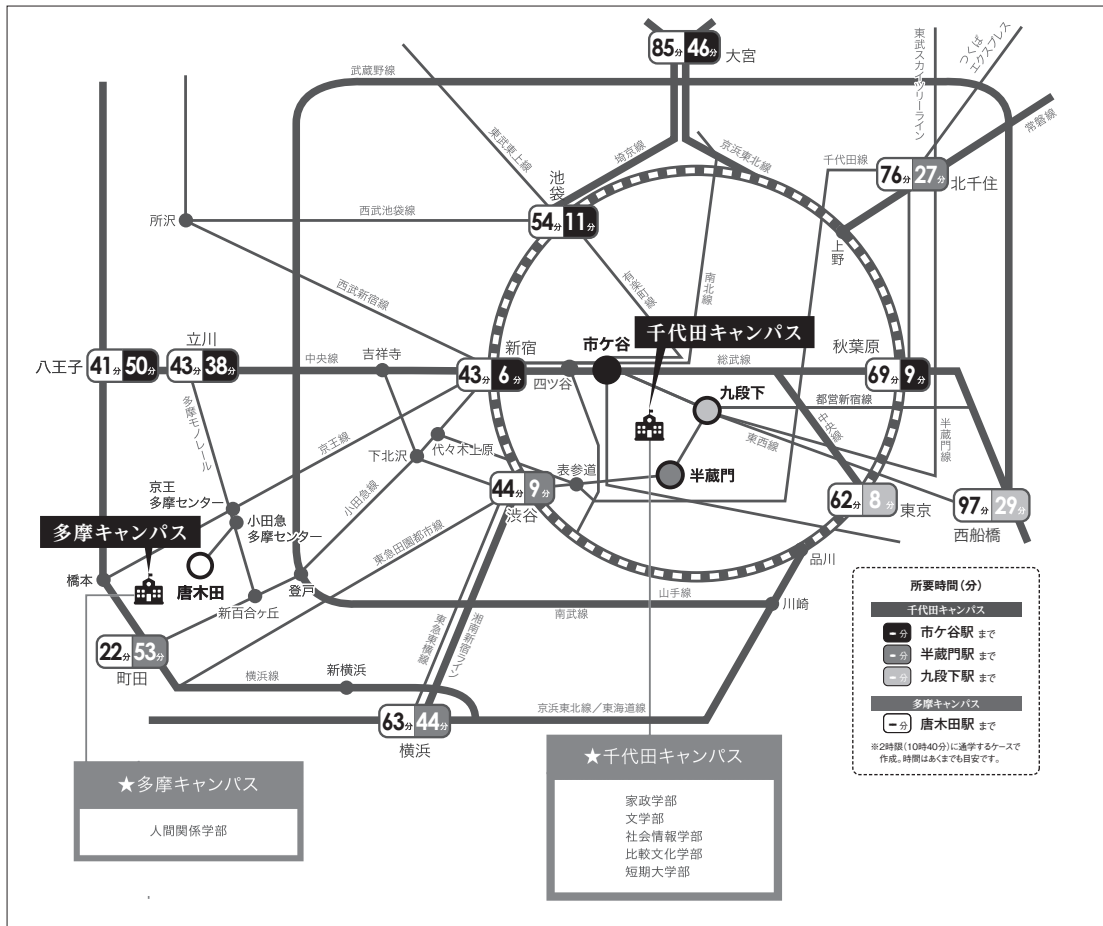 85分 46分 大宮
武蔵野線
東武スカイツリーライン
つくば
エクスプレス
常磐線
東武東上線
埼京線
京浜東北線
千代田線
76分 27分 北千住
池袋
54分 11分
所沢
西武池袋線
上野
有楽町線
南北線
西武新宿線
千代田キャンパス
八王子 41分 50分
立川
43分 38分
中央線
吉祥寺
新宿
43分 6分
四ツ谷
市ケ谷
総武線
秋葉原
69分 9分
九段下
都営新宿線
多摩モノレール
京王線
下北沢
代々木上原
東西線
中央線
半蔵門線
小田急線
表参道
半蔵門
44分 9分
渋谷
62分 8分 東京
97分 29分
西船橋
京王
多摩センター
小田急
多摩センター
多摩キャンパス
東急田園都市線
品川
橋本
唐木田
新百合ヶ丘
登戸
山手線
南武線
川崎
22分 53分
町田
東急東横線
湘南新宿ライン
横浜線
新横浜
63分 44分
横浜
京浜東北線／東海道線
所要時間（分）
千代田キャンパス
-分 市ケ谷駅 まで
-分 半蔵門駅 まで
-分 九段下駅 まで
多摩キャンパス
-分 唐木田駅 まで
※2時限（10時40分）に通学するケースで
作成。時間はあくまでも目安です。
★多摩キャンパス
人間関係学部
★千代田キャンパス
家政学部
文学部
社会情報学部
比較文化学部
短期大学部